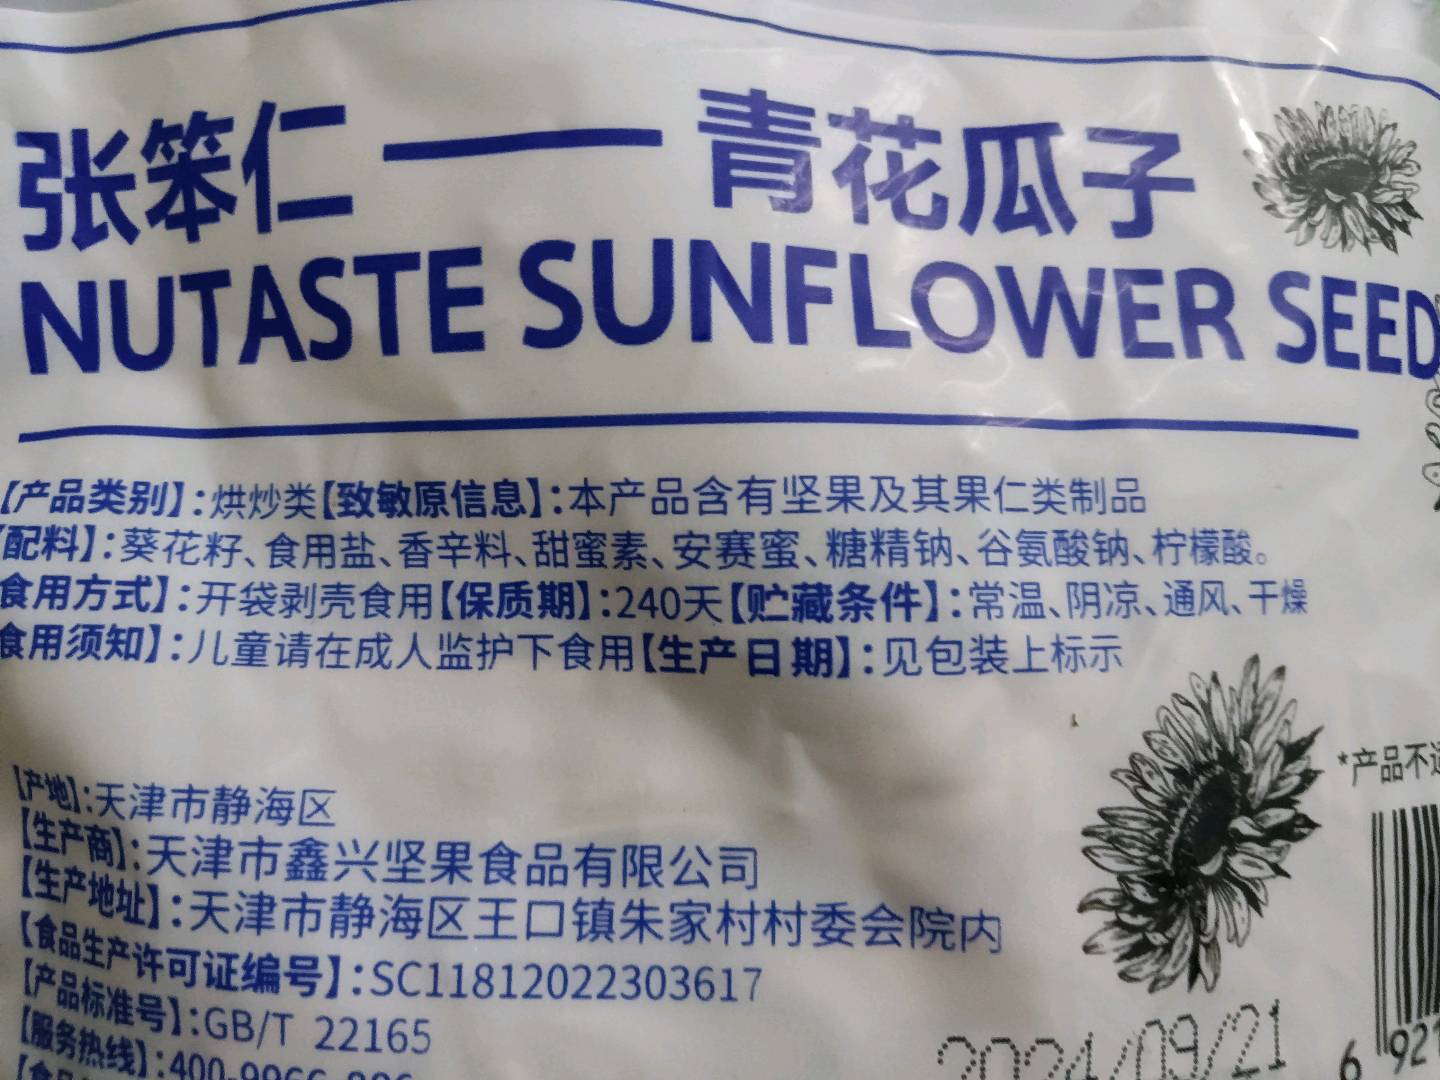 张笨仁——青花瓜子
NUTASTE SUNFLOWER SEED
【产品类别】:烘炒类【致敏原信息】:本产品含有坚果及其果仁类制品
【配料】:葵花籽、食用盐、香辛料、甜蜜素、安赛蜜、糖精钠、谷氨酸钠、柠檬酸。
食用方式】:开袋剥壳食用【保质期】:240天【贮藏条件】:常温、阴凉、通风、干燥
食用须知】:儿童请在成人监护下食用【生产日期】:见包装上标示
*产品不
【产地】:天津市静海区
【生产商】:天津市鑫兴坚果食品有限公司
【生产地址】:天津市静海区王口镇朱家村村委会院内
【食品生产许可证编号】:SC11812022303617
【产品标准号】:GB/T 22165
【服务热线】:400-9966
2024/09/21
6 921